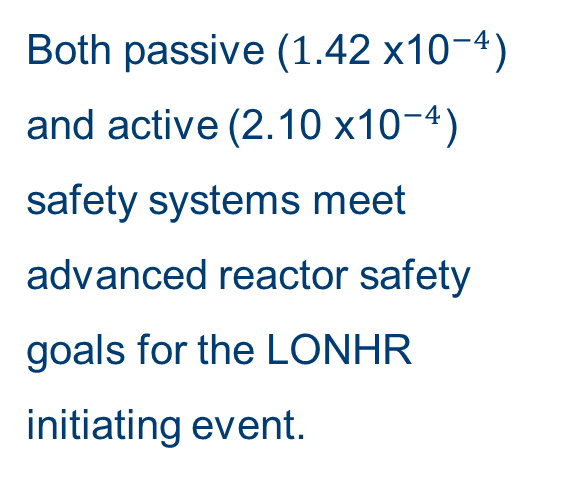 Both passive (1.42 x10⁻⁴)
and active (2.10 x10⁻⁴)
safety systems meet
advanced reactor safety
goals for the LONHR
initiating event.